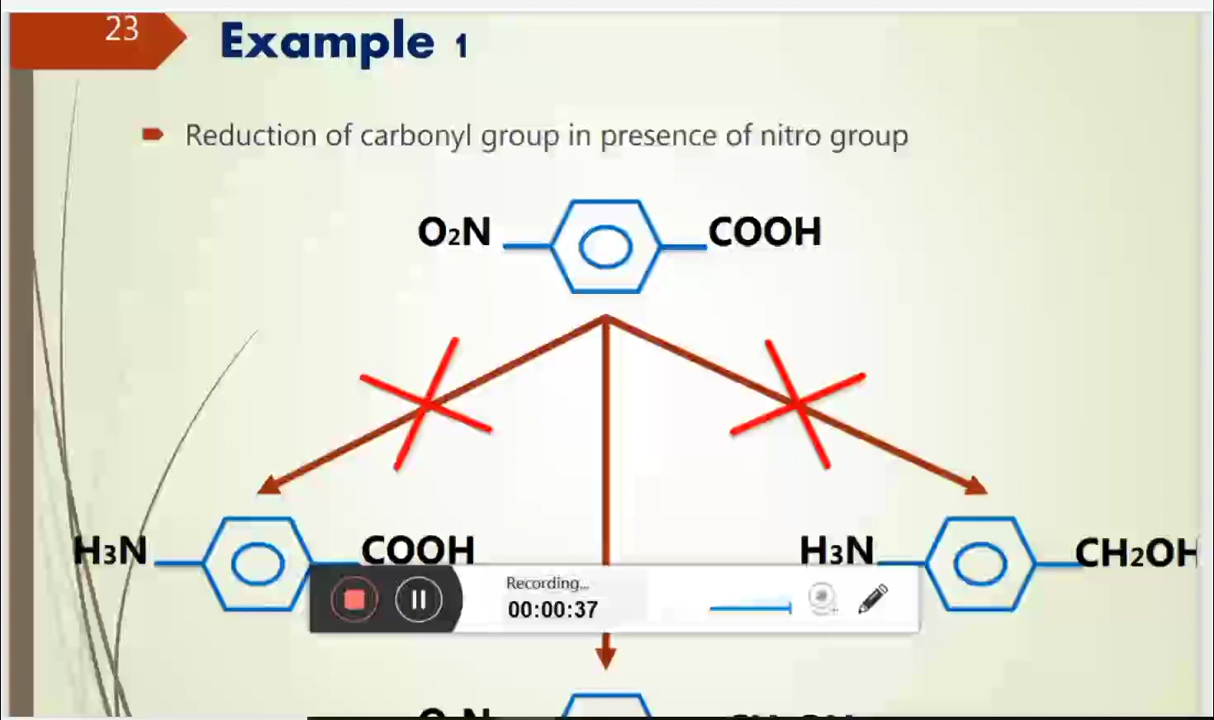 23
Example 1
Reduction of carbonyl group in presence of nitro group
O2N COOH
H3N COOH H3N CH2OH
Recording...
00:00:37